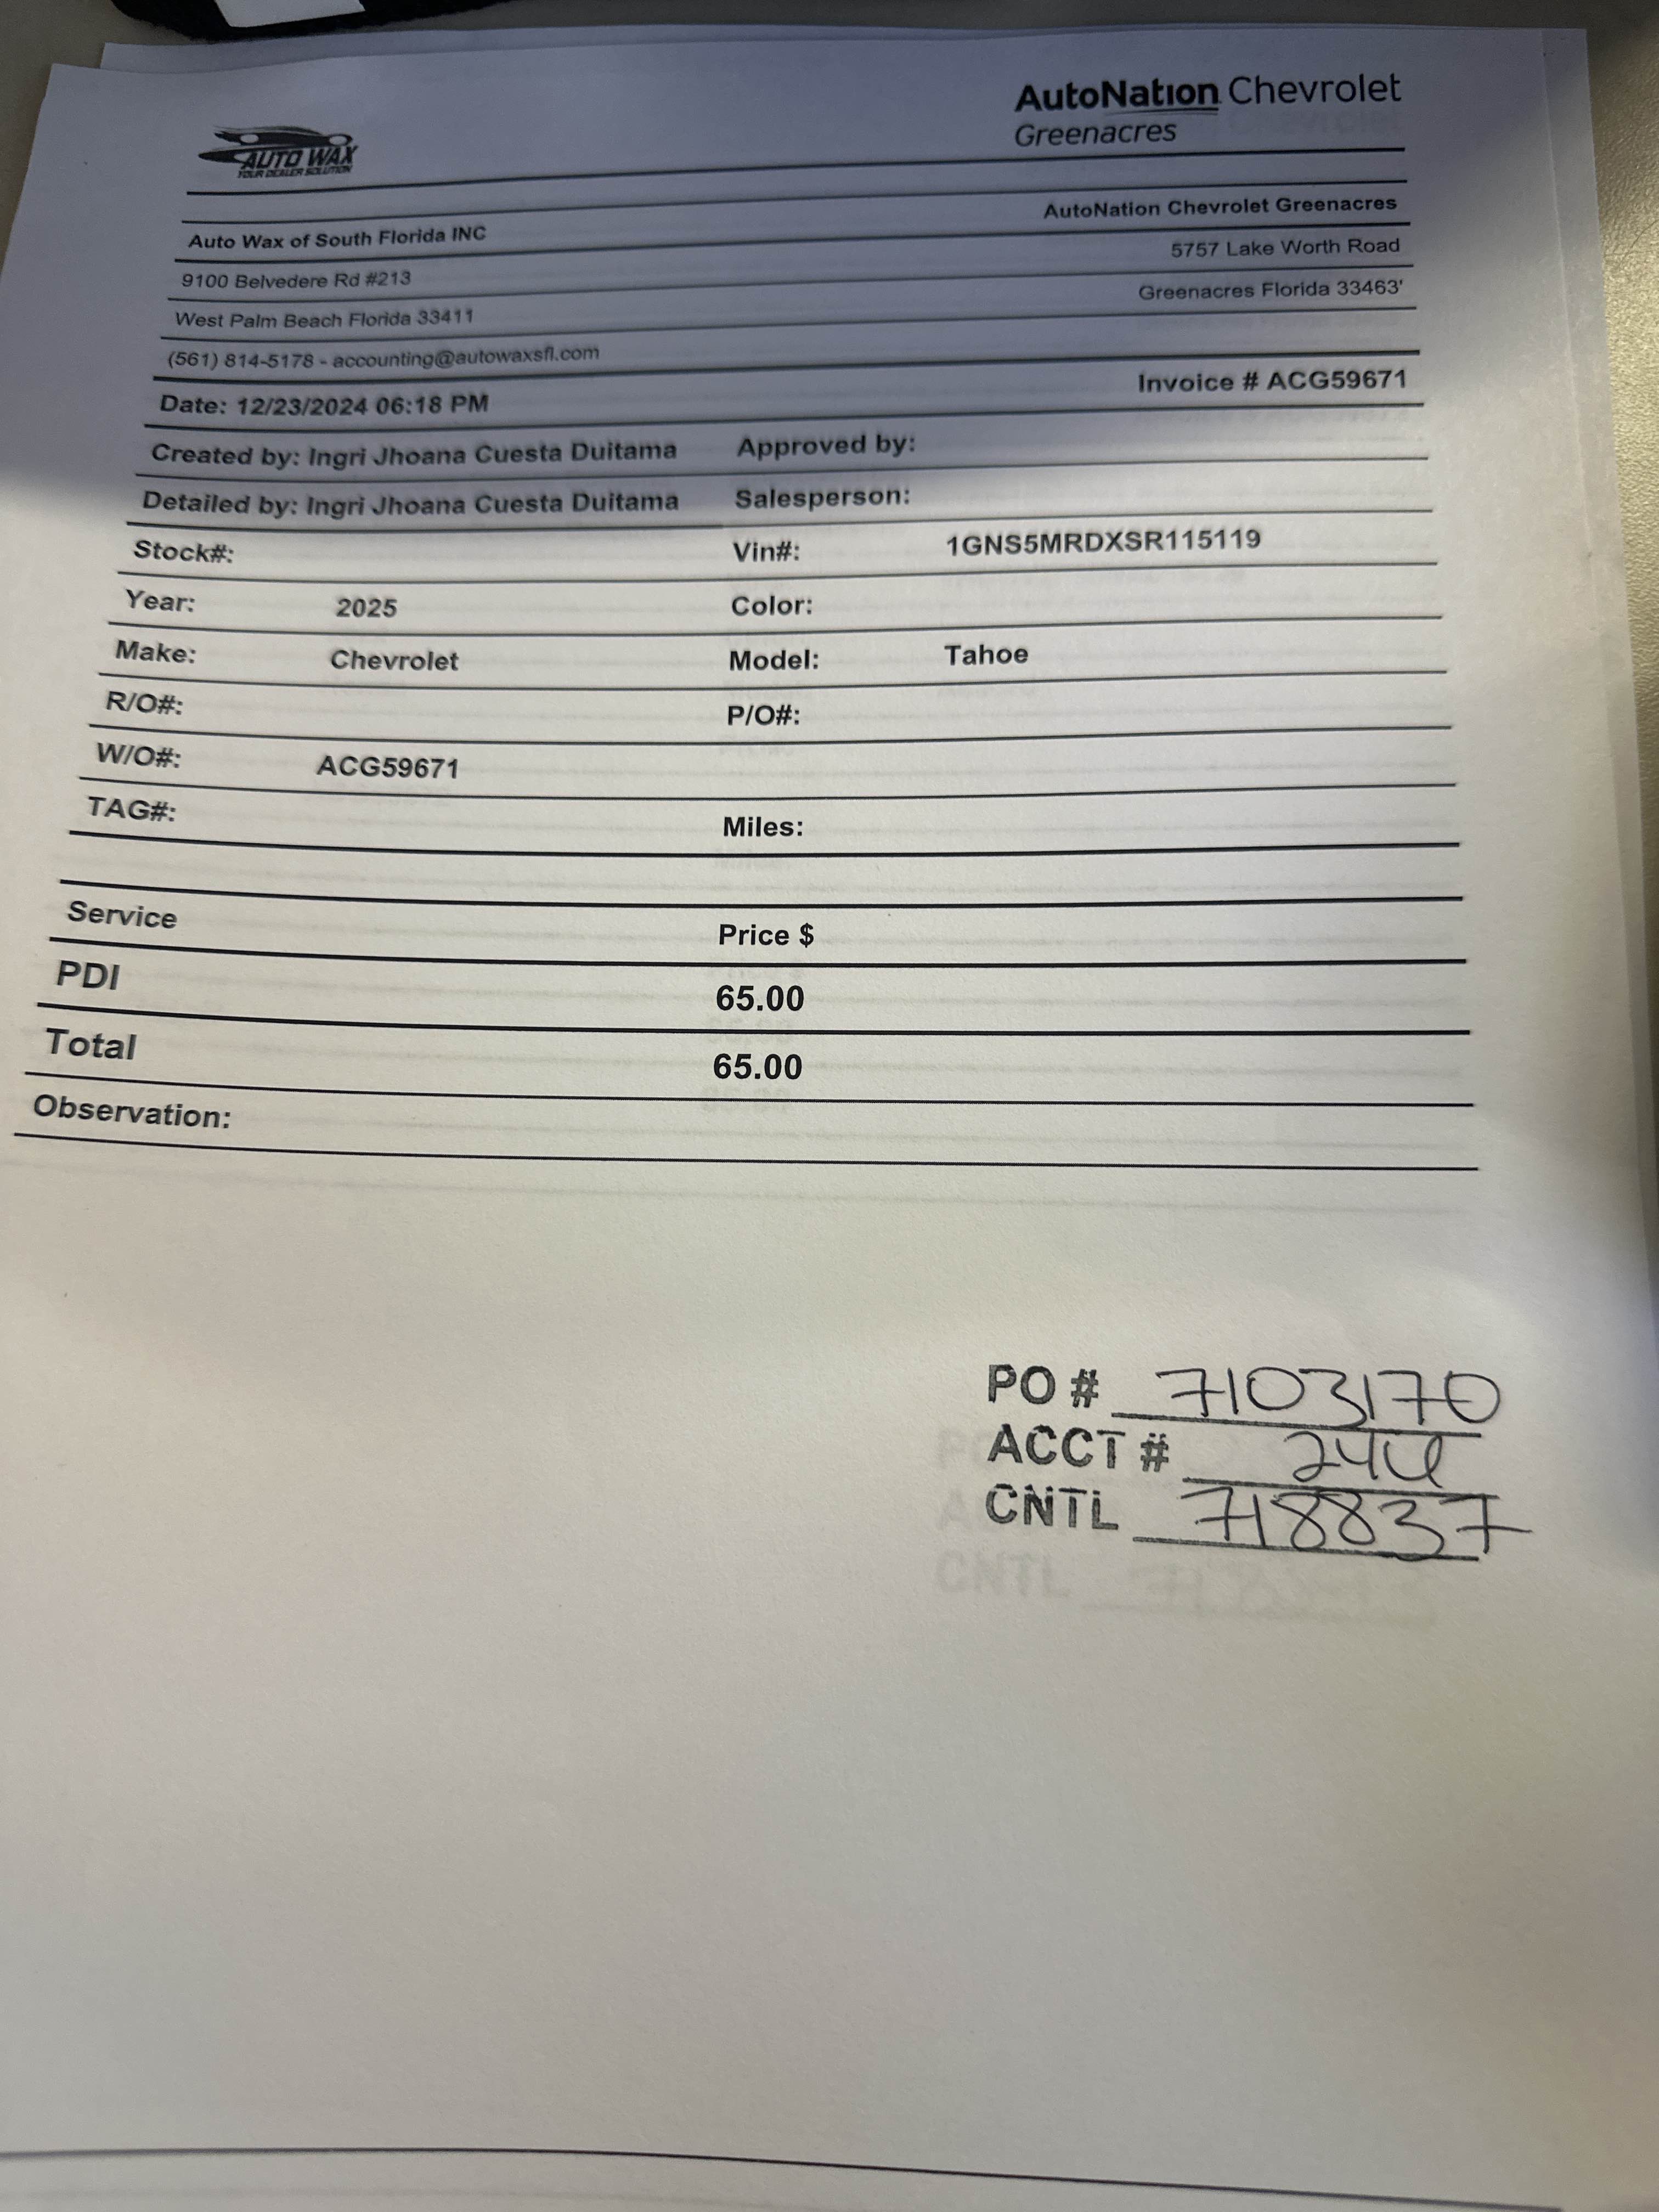 AutoNation Chevrolet
Greenacres
AUTO WAX
YOUR DEALER SOLUTION
AutoNation Chevrolet Greenacres
Auto Wax of South Florida INC
5757 Lake Worth Road
9100 Belvedere Rd #213
Greenacres Florida 33463'
West Palm Beach Florida 33411
(561) 814-5178 - accounting@autowaxsfl.com
Invoice # ACG59671
Date: 12/23/2024 06:18 PM
Created by: Ingri Jhoana Cuesta Duitama Approved by:
Detailed by: Ingri Jhoana Cuesta Duitama Salesperson:
Stock#: Vin#: 1GNS5MRDXSR115119
Year: 2025 Color:
Make: Chevrolet Model: Tahoe
R/O#: P/O#:
W/O#: ACG59671
TAG#: Miles:
Service Price $
PDI 65.00
Total 65.00
Observation:
PO # 7103170
ACCT # 244
CNTL 718837